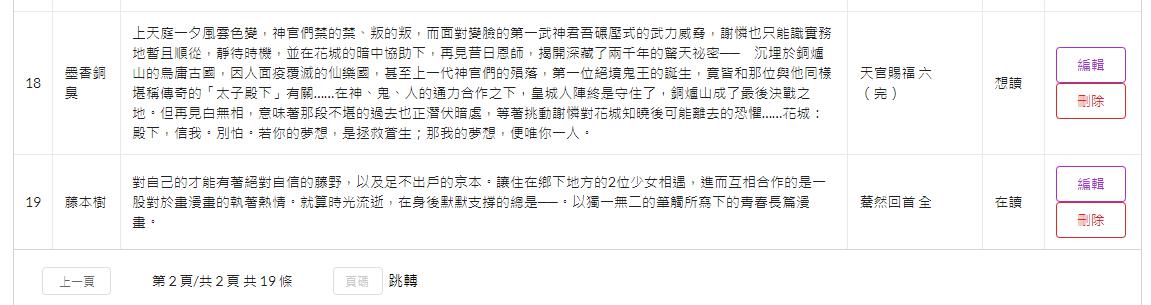 18
墨香銅
臭
上天庭一夕風雲色變，神官們禁的禁、叛的叛，而面對變臉的第一武神君吾碾壓式的武力威脅，謝憐也只能識實務
地暫且順從，靜待時機，並在花城的暗中協助下，再見昔日恩師，揭開深藏了兩千年的驚天祕密──　沉埋於銅爐
山的烏庸古國，因人面疫覆滅的仙樂國，甚至上一代神官們的殞落，第一位絕境鬼王的誕生，竟皆和那位與他同樣
堪稱傳奇的「太子殿下」有關......在神、鬼、人的通力合作之下，皇城人陣終是守住了，銅爐山成了最後決戰之
地。但再見白無相，意味著那段不堪的過去也正潛伏暗處，等著挑動謝憐對花城知曉後可能離去的恐懼......花城：
殿下，信我。別怕。若你的夢想，是拯救蒼生；那我的夢想，便唯你一人。
天官賜福 六
（完）
想讀
編輯
刪除
19
藤本樹
對自己的才能有著絕對自信的藤野，以及足不出戶的京本。讓住在鄉下地方的2位少女相遇，進而互相合作的是一
股對於畫漫畫的執著熱情。就算時光流逝，在身後默默支撐的總是──。以獨一無二的筆觸所寫下的青春長篇漫
畫。
驀然回首 全
在讀
編輯
刪除
上一頁
第 2 頁/共 2 頁 共 19 條
頁碼
跳轉